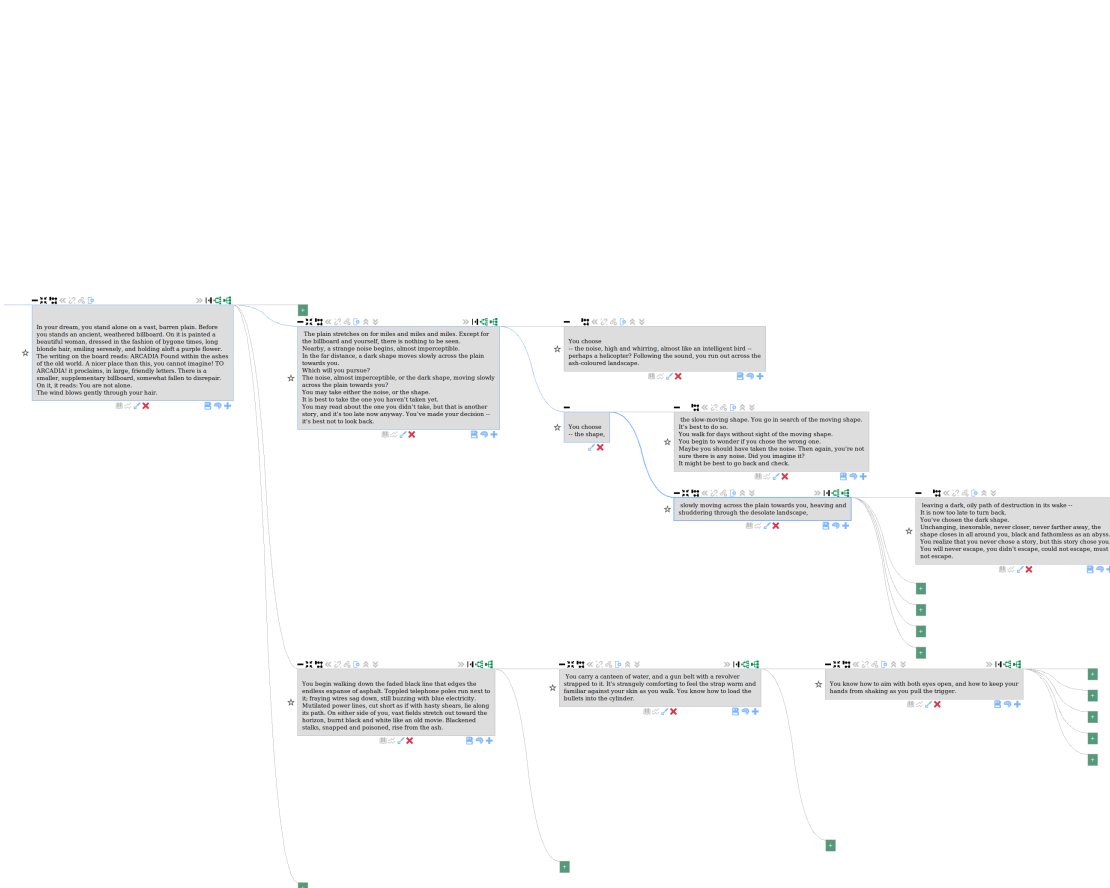 In your dream, you stand alone on a vast, barren plain. Before
you stands an ancient, weathered billboard. On it is painted a
beautiful woman, dressed in the fashion of bygone times, long
blonde hair, smiling serenely, and holding aloft a purple flower.
The writing on the board reads: ARCADIA Found within the ashes
of the old world. A nicer place than this, you cannot imagine! TO
ARCADIA! it proclaims, in large, friendly letters. There is a
smaller, supplementary billboard, somewhat fallen to disrepair.
On it, it reads: You are not alone.
The wind blows gently through your hair.
The plain stretches on for miles and miles and miles. Except for
the billboard and yourself, there is nothing to be seen.
Nearby, a strange noise begins, almost imperceptible.
In the far distance, a dark shape moves slowly across the plain
towards you.
Which will you pursue?
The noise, almost imperceptible, or the dark shape, moving slowly
across the plain towards you?
You may take either the noise, or the shape.
It is best to take the one you haven't taken yet.
You may read about the one you didn't take, but that is another
story, and it's too late now anyway. You've made your decision --
it's best not to look back.
You choose
-- the noise, high and whirring, almost like an intelligent bird --
perhaps a helicopter? Following the sound, you run out across the
ash-coloured landscape.
You choose
-- the shape,
the slow-moving shape. You go in search of the moving shape.
It's best to do so.
You walk for days without sight of the moving shape.
You begin to wonder if you chose the wrong one.
Maybe you should have taken the noise. Then again, you're not
sure there is any noise. Did you imagine it?
It might be best to go back and check.
slowly moving across the plain towards you, heaving and
shuddering through the desolate landscape,
leaving a dark, oily path of destruction in its wake --
It is now too late to turn back.
You've chosen the dark shape.
Unchanging, inexorable, never closer, never farther away, the
shape closes in all around you, black and fathomless as an abyss.
You realize that you never chose a story, but this story chose you.
You will never escape, you didn't escape, could not escape, must
not escape.
You begin walking down the faded black line that edges the
endless expanse of asphalt. Toppled telephone poles run next to
it; fraying wires sag down, still buzzing with blue electricity.
Mutilated power lines, cut short as if with hasty shears, lie along
its path. On either side of you, vast fields stretch out toward the
horizon, burnt black and white like an old movie. Blackened
stalks, snapped and poisoned, rise from the ash.
You carry a canteen of water, and a gun belt with a revolver
strapped to it. It's strangely comforting to feel the strap warm and
familiar against your skin as you walk. You know how to load the
bullets into the cylinder.
You know how to aim with both eyes open, and how to keep your
hands from shaking as you pull the trigger.